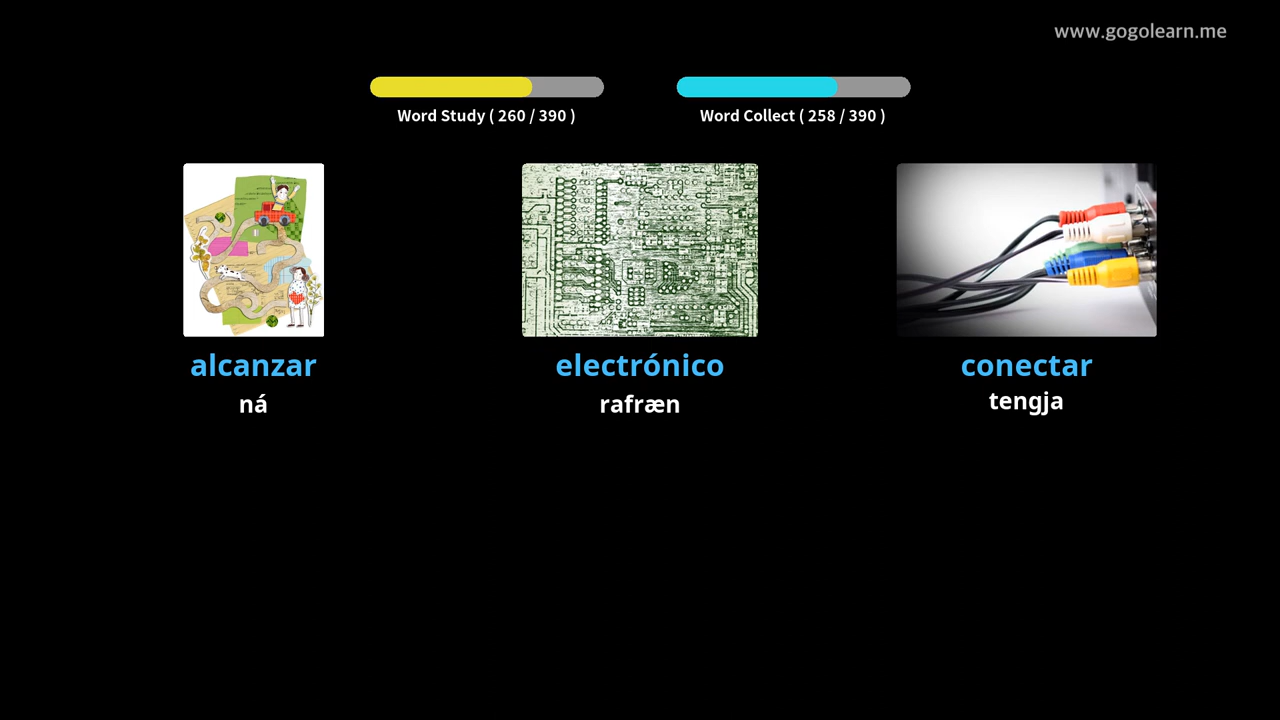 www.gogolearn.me
Word Study ( 260 / 390 )
Word Collect ( 258 / 390 )
alcanzar
ná
electrónico
rafræn
conectar
tengja